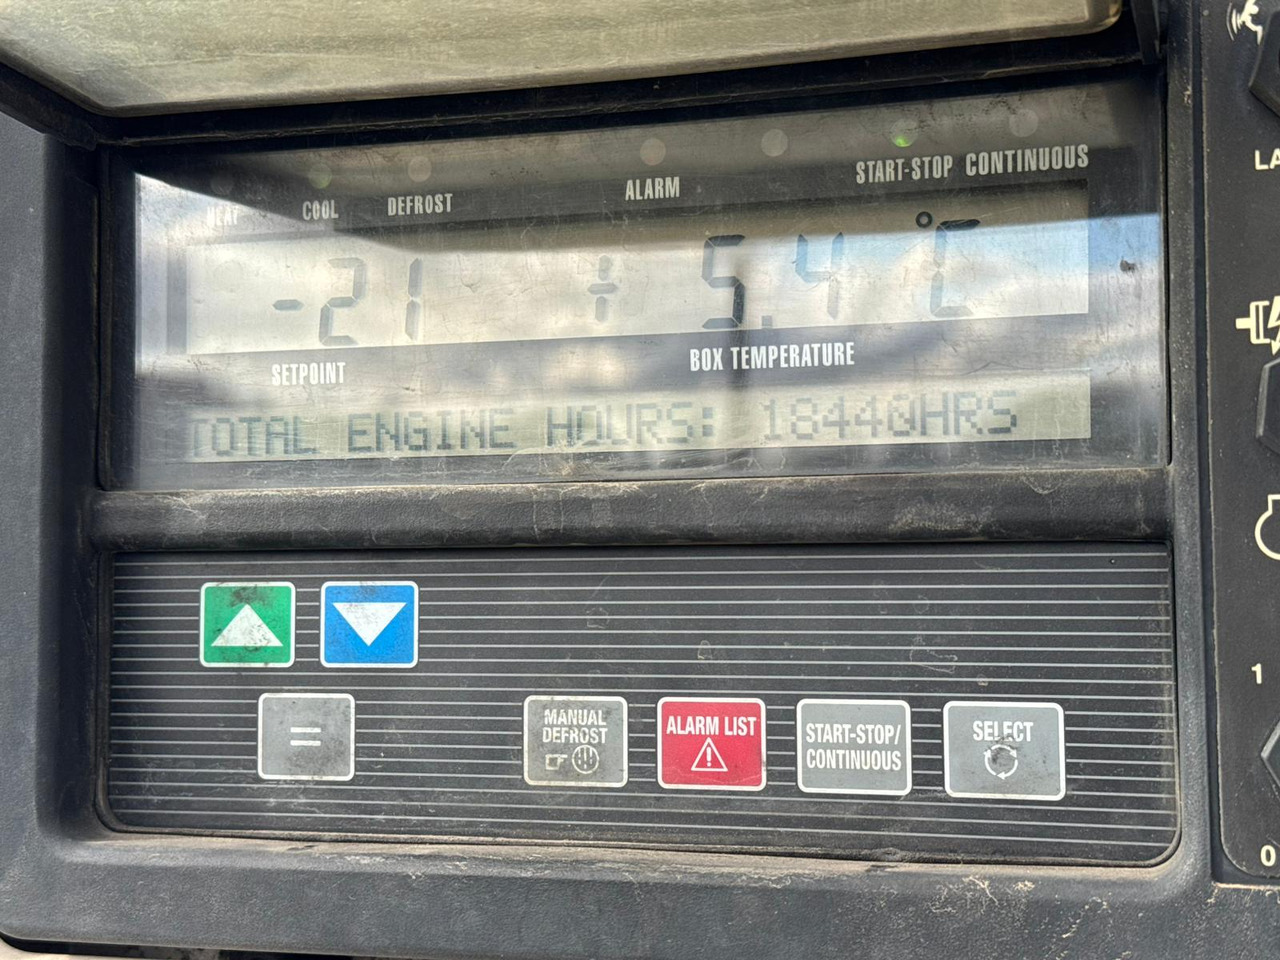 HEAT COOL DEFROST ALARM START-STOP CONTINUOUS
-21 + 5.4 °C
SETPOINT BOX TEMPERATURE
TOTAL ENGINE HOURS: 18440HRS
MANUAL DEFROST
ALARM LIST
START-STOP/
CONTINUOUS
SELECT
=
LA
1
0